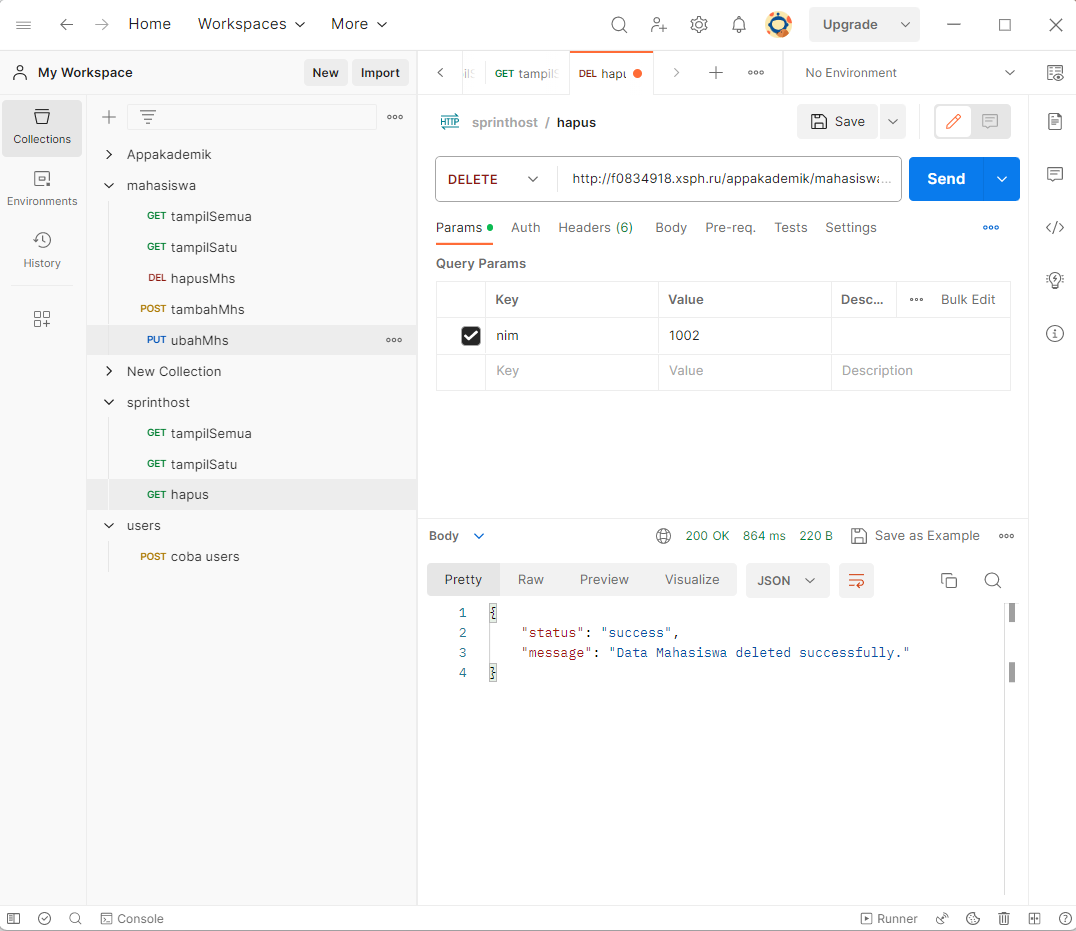 Home Workspaces More Upgrade
My Workspace New Import
GET tampilS DEL hapu No Environment
Collections
Environments
History
Appakademik
mahasiswa
GET tampilSemua
GET tampilSatu
DEL hapusMhs
POST tambahMhs
PUT ubahMhs
New Collection
sprinthost
GET tampilSemua
GET tampilSatu
GET hapus
users
POST coba users
HTTP sprinthost / hapus Save
DELETE http://f0834918.xsph.ru/appakademik/mahasiswa... Send
Params Auth Headers (6) Body Pre-req. Tests Settings
Query Params
Key Value Desc... Bulk Edit
nim 1002
Key Value Description
Body 200 OK 864 ms 220 B Save as Example
Pretty Raw Preview Visualize JSON
1 {
2 "status": "success",
3 "message": "Data Mahasiswa deleted successfully."
4 }
Console Runner